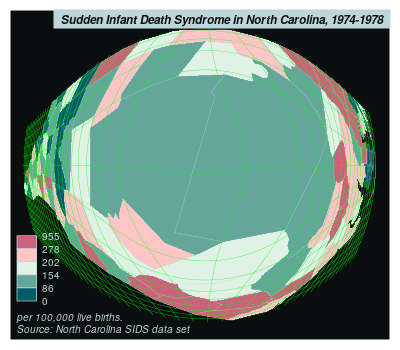 Sudden Infant Death Syndrome in North Carolina, 1974-1978
955
278
202
154
86
0
per 100,000 live births.
Source: North Carolina SIDS data set